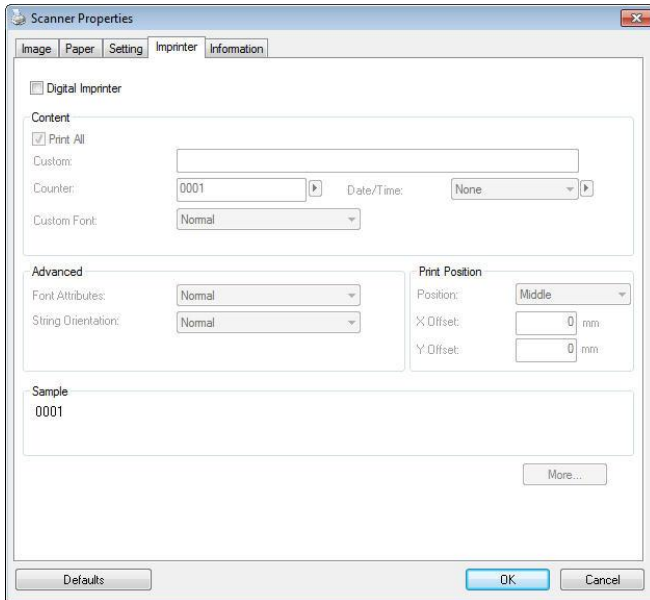 Scanner Properties
Image Paper Setting Imprinter Information
Digital Imprinter
Content
Print All
Custom:
Counter: 0001 Date/Time: None
Custom Font: Normal
Advanced
Font Attributes: Normal
String Orientation: Normal
Print Position
Position: Middle
X Offset: 0 mm
Y Offset: 0 mm
Sample
0001
More...
Defaults OK Cancel